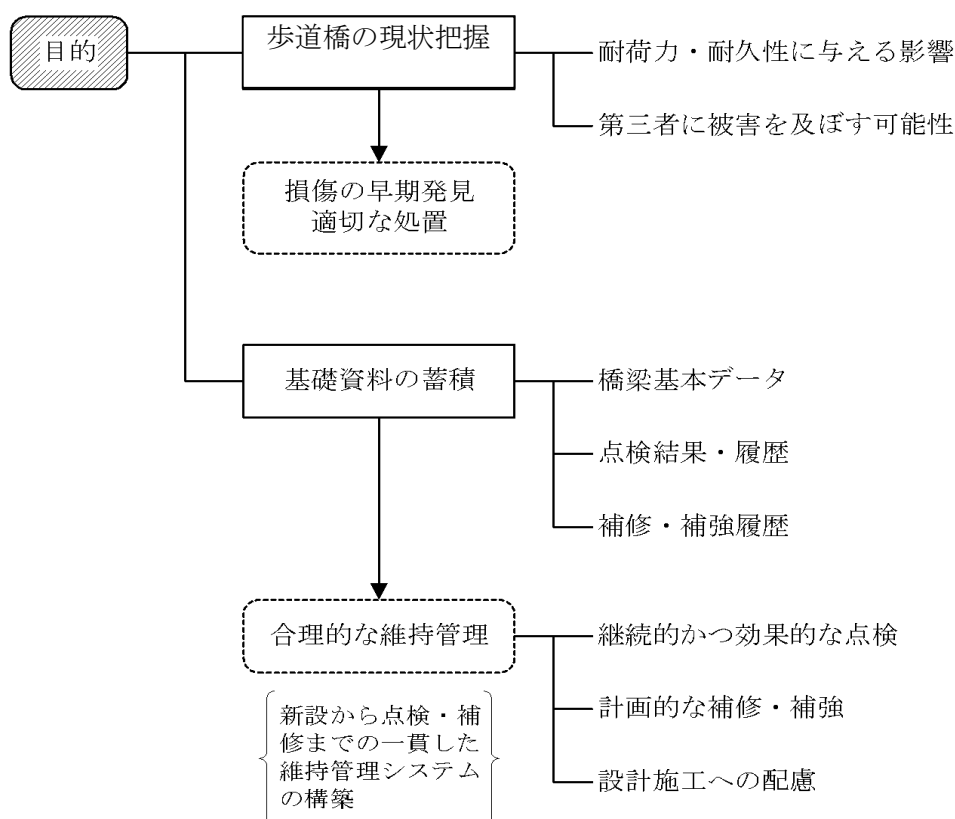 目的
歩道橋の現状把握
耐荷力・耐久性に与える影響
第三者に被害を及ぼす可能性
損傷の早期発見
適切な処置
基礎資料の蓄積
橋梁基本データ
点検結果・履歴
補修・補強履歴
合理的な維持管理
継続的かつ効果的な点検
計画的な補修・補強
設計施工への配慮
新設から点検・補
修までの一貫した
維持管理システム
の構築